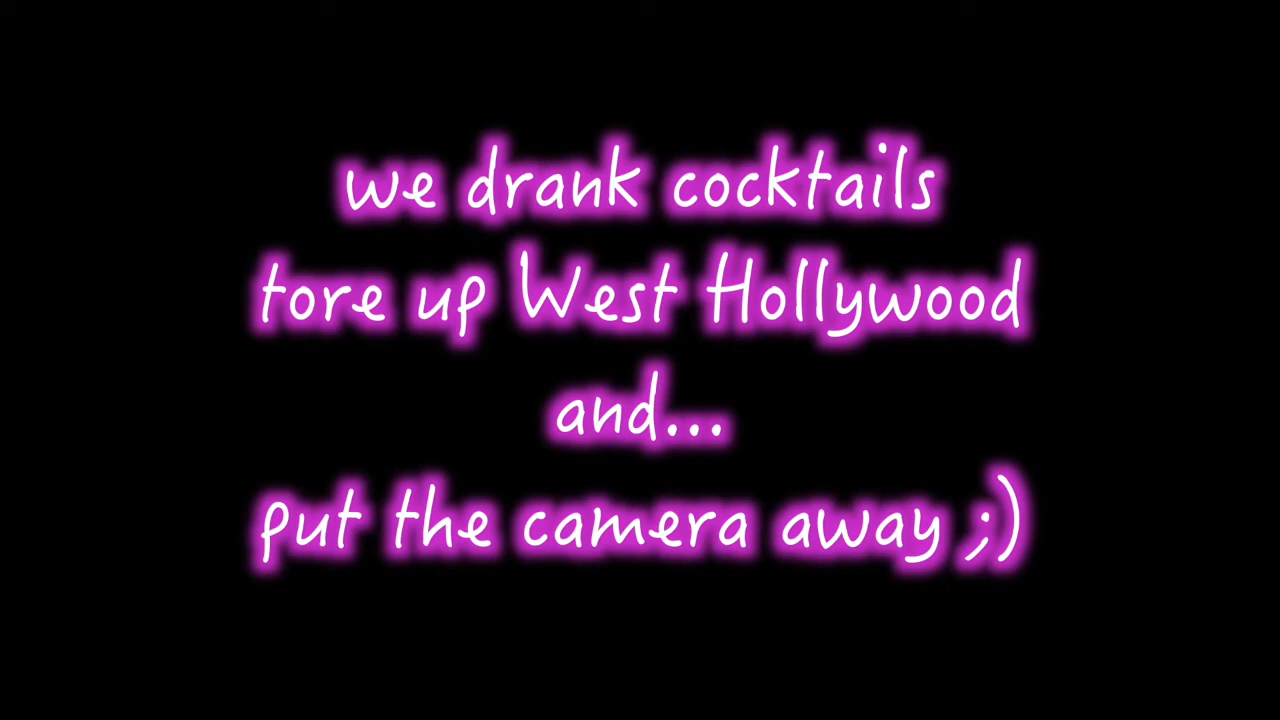 we drank cocktails
tore up West Hollywood
and...
put the camera away ;)